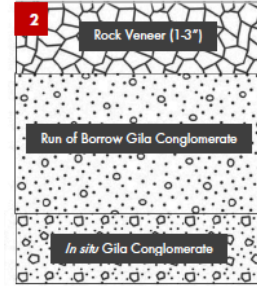 2
Rock Veneer (1-3")
Run of Borrow Gila Conglomerate
In situ Gila Conglomerate